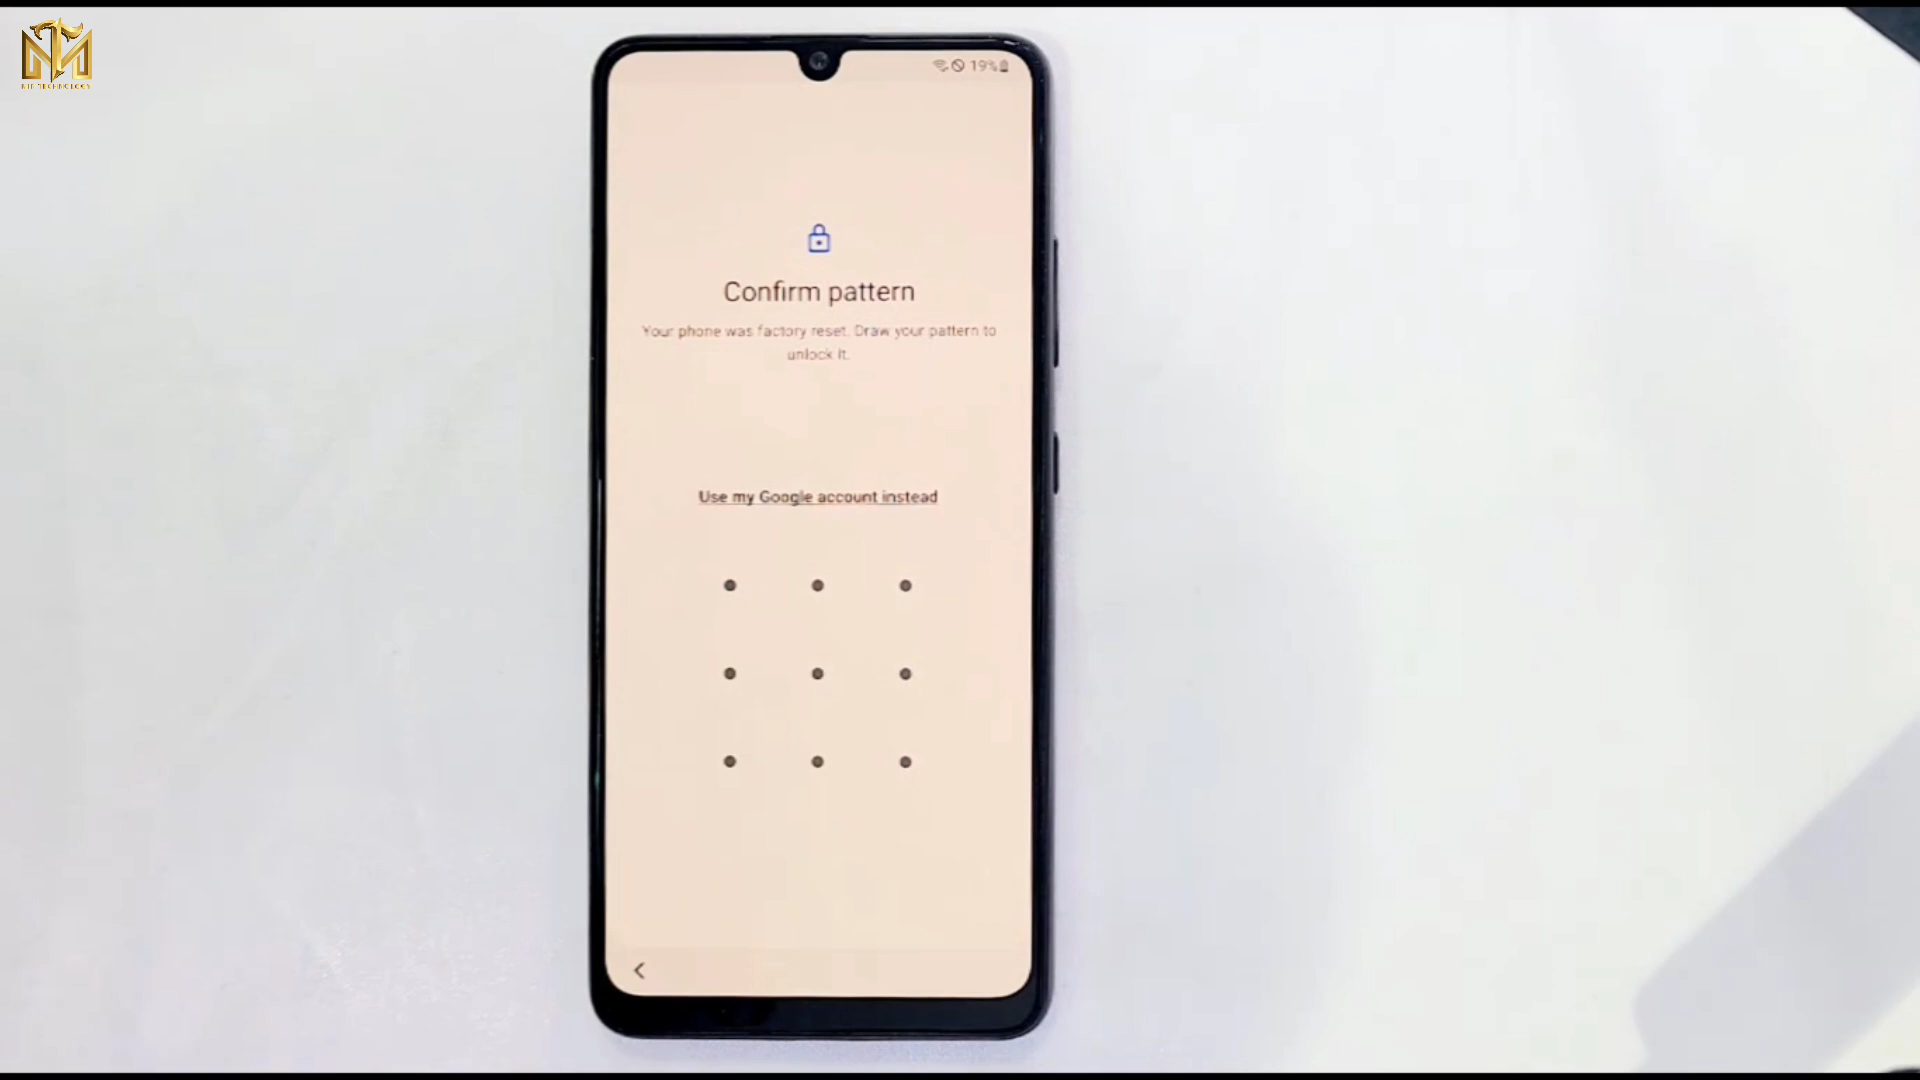 19%
Confirm pattern
Your phone was factory reset. Draw your pattern to
unlock it.
Use my Google account instead